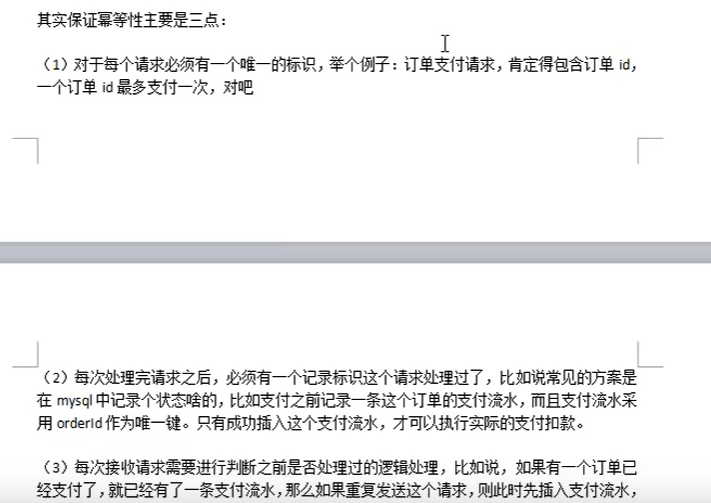 其实保证幂等性主要是三点：
（1）对于每个请求必须有一个唯一的标识，举个例子：订单支付请求，肯定得包含订单 id，
一个订单 id 最多支付一次，对吧
（2）每次处理完请求之后，必须有一个记录标识这个请求处理过了，比如说常见的方案是
在 mysql 中记录个状态啥的，比如支付之前记录一条这个订单的支付流水，而且支付流水采
用 orderId 作为唯一键。只有成功插入这个支付流水，才可以执行实际的支付扣款。
（3）每次接收请求需要进行判断之前是否处理过的逻辑处理，比如说，如果有一个订单已
经支付了，就已经有了一条支付流水，那么如果重复发送这个请求，则此时先插入支付流水，